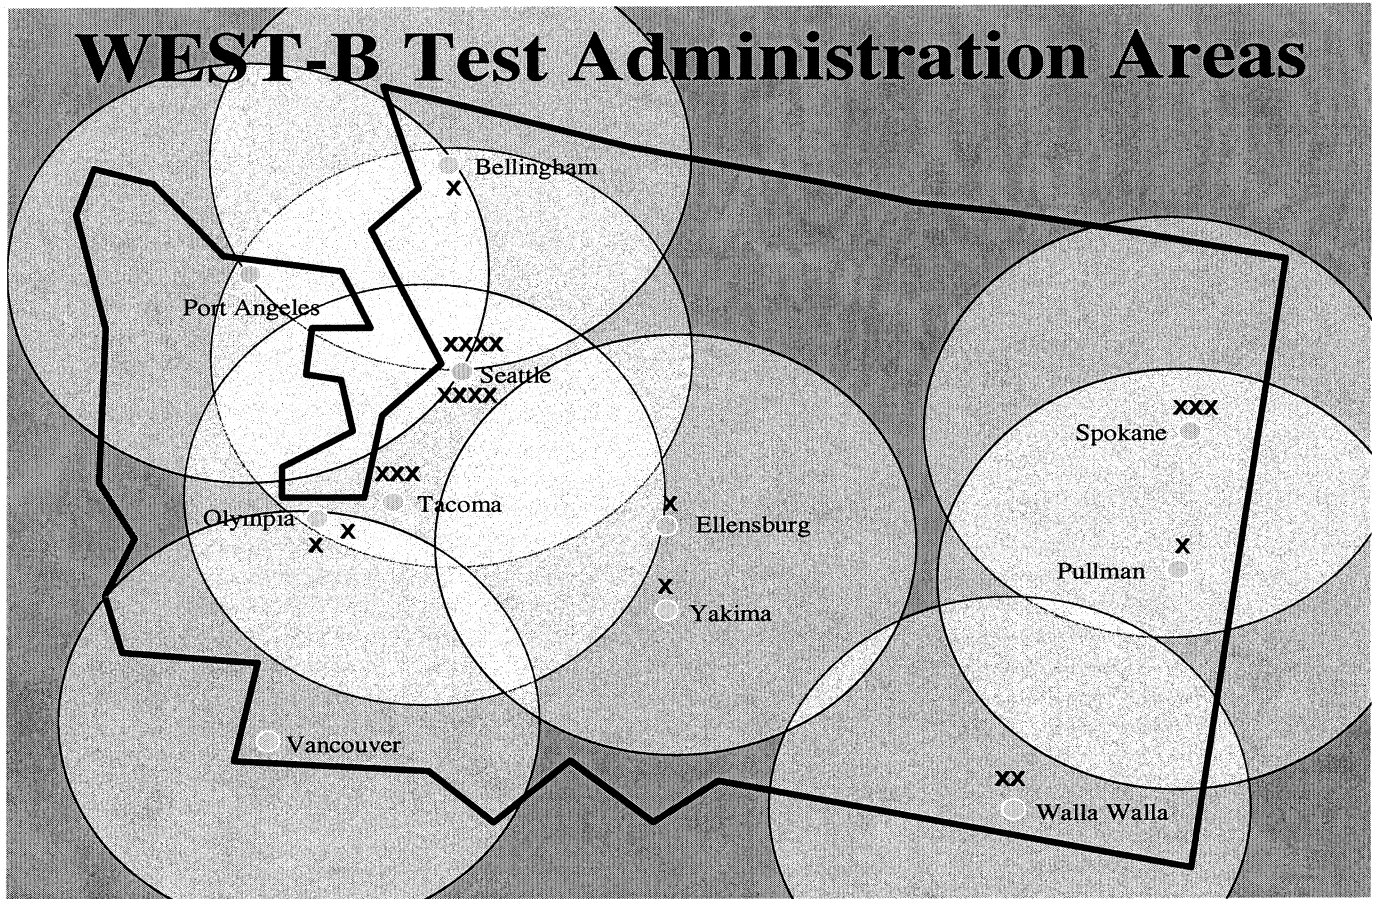 WEST-B Test Administration Areas
Bellingham
X
Port Angeles
XXXX
Seattle
XXXX
XXX
Spokane
XXX
Tacoma
X
Olympia
X
X
Ellensburg
X
Pullman
X
Yakima
Vancouver
XX
Walla Walla